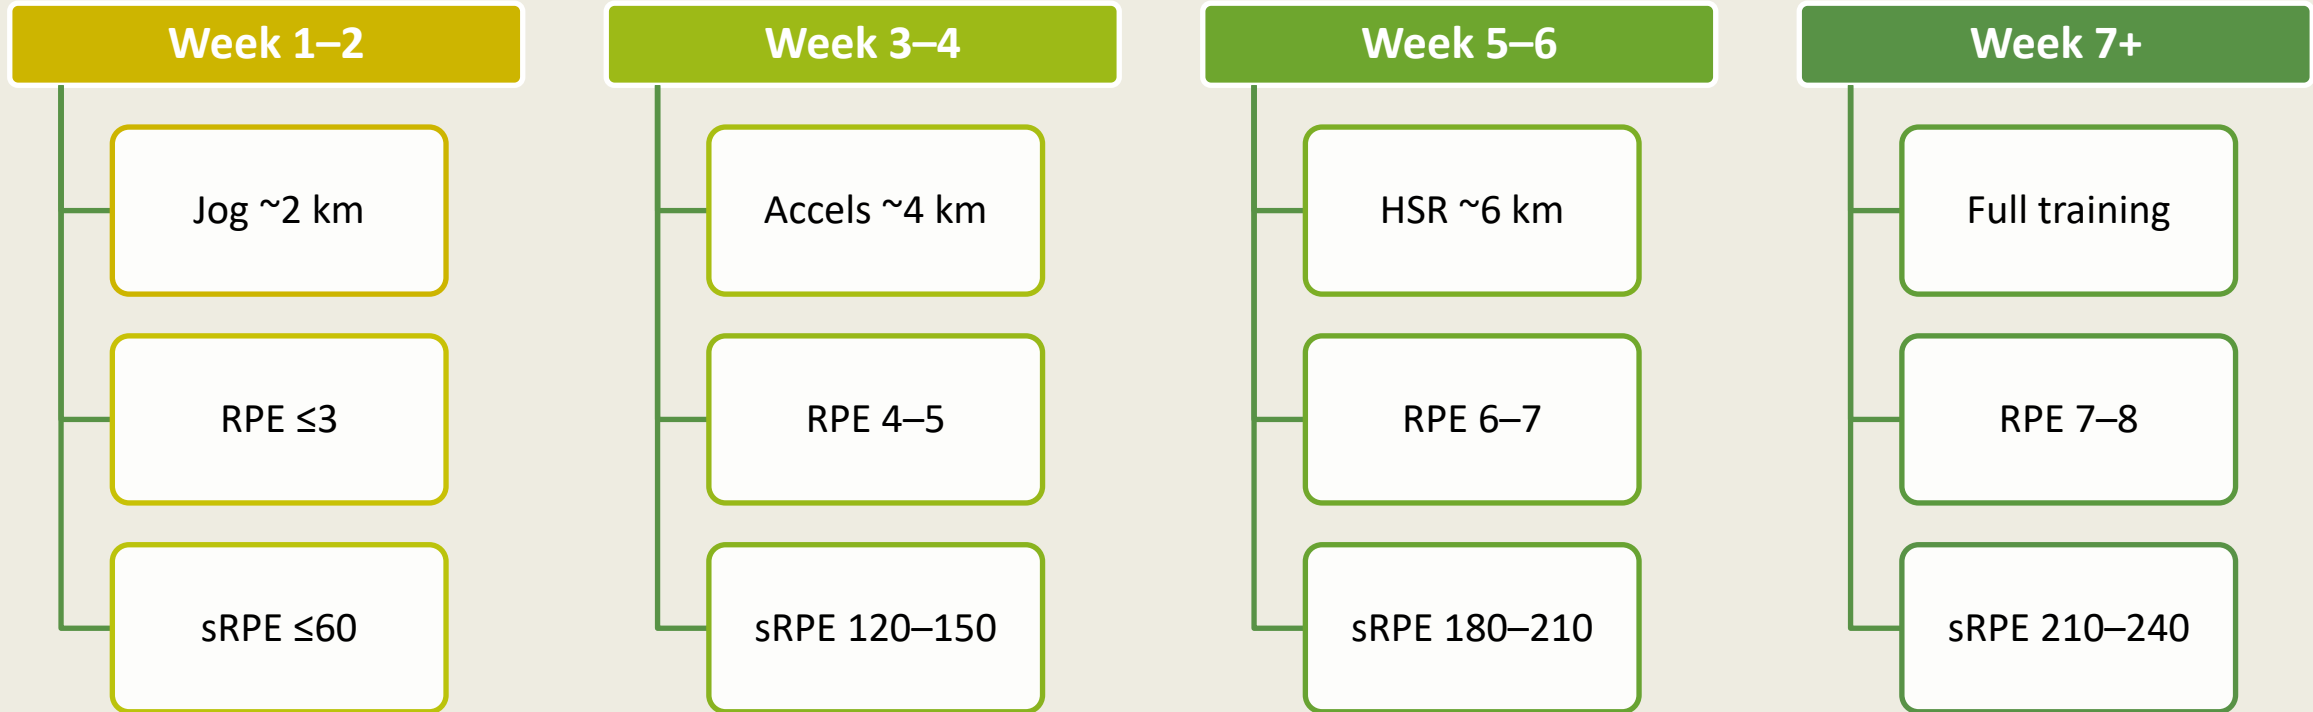 Week 1–2
Jog ~2 km
RPE ≤3
sRPE ≤60
Week 3–4
Accels ~4 km
RPE 4–5
sRPE 120–150
Week 5–6
HSR ~6 km
RPE 6–7
sRPE 180–210
Week 7+
Full training
RPE 7–8
sRPE 210–240